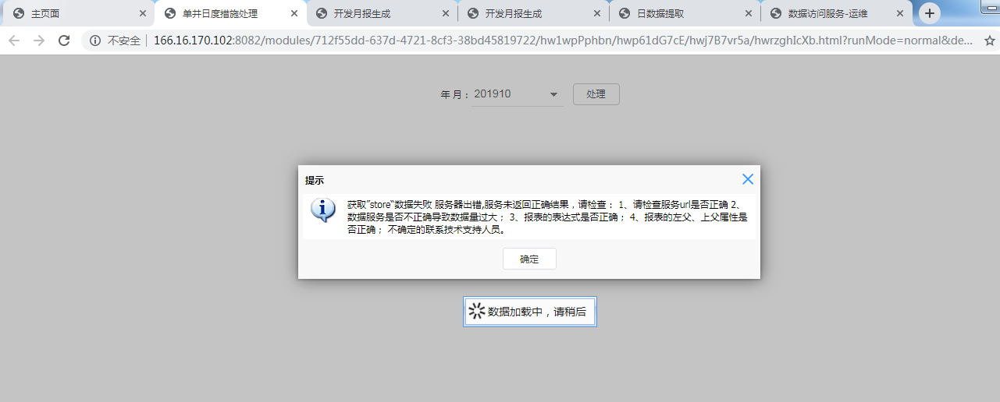 主页面
单井日度措施处理
开发月报生成
开发月报生成
日数据提取
数据访问服务-运维
不安全
166.16.170.102:8082/modules/712f55dd-637d-4721-8cf3-38bd45819722/hw1wpPphbn/hwp61dG7cE/hwj7B7vr5a/hwrzghIcXb.html?runMode=normal&de...
年 月： 201910
处理
提示
获取"store"数据失败 服务器出错,服务未返回正确结果，请检查： 1、请检查服务url是否正确 2、
数据服务是否不正确导致数据量过大； 3、报表的表达式是否正确； 4、报表的左父、上父属性是
否正确； 不确定的联系技术支持人员。
确定
数据加载中，请稍后